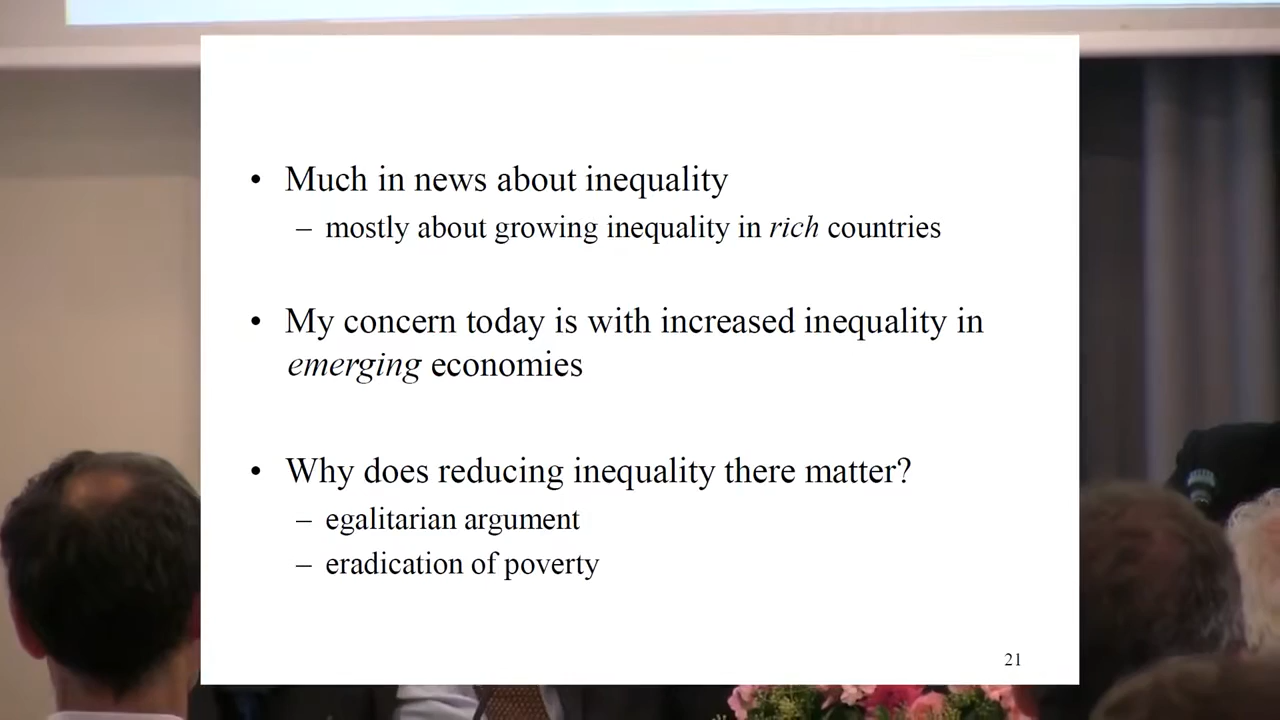 • Much in news about inequality
– mostly about growing inequality in rich countries
• My concern today is with increased inequality in
emerging economies
• Why does reducing inequality there matter?
– egalitarian argument
– eradication of poverty
21